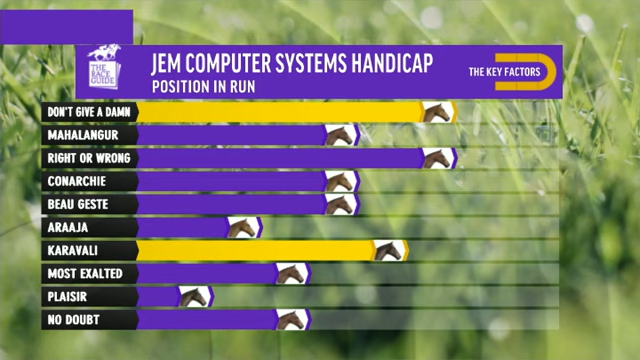 THE
RACE
GUIDE
JEM COMPUTER SYSTEMS HANDICAP
POSITION IN RUN
THE KEY FACTORS
DON'T GIVE A DAMN
MAHALANGUR
RIGHT OR WRONG
CONARCHIE
BEAU GESTE
ARAAJA
KARAVALI
MOST EXALTED
PLAISIR
NO DOUBT